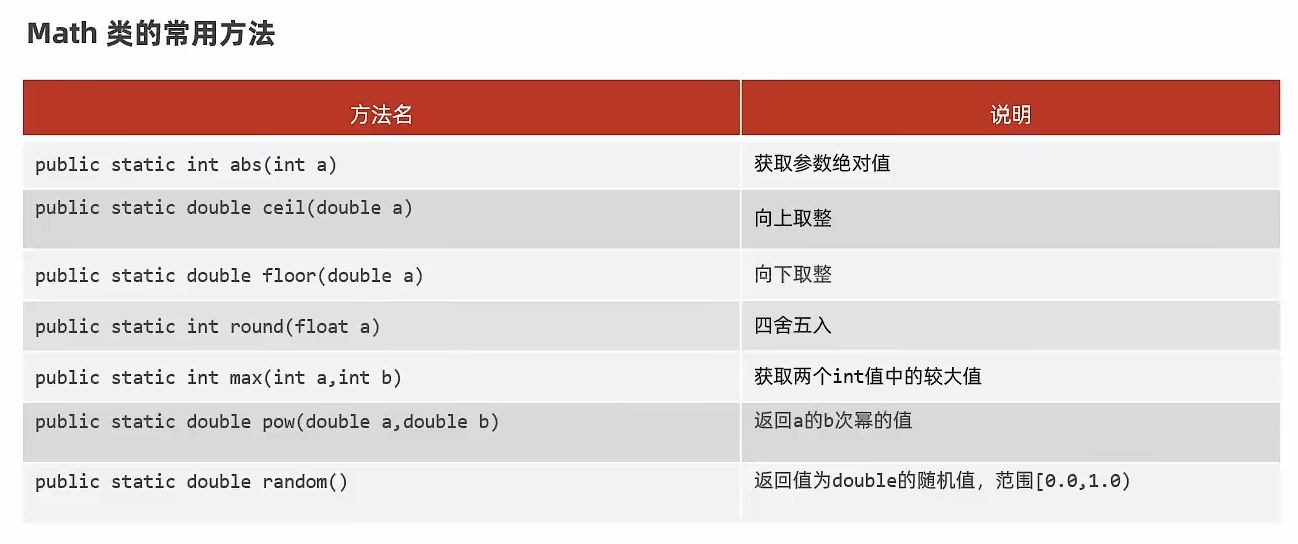 Math 类的常用方法
方法名 说明
public static int abs(int a) 获取参数绝对值
public static double ceil(double a) 向上取整
public static double floor(double a) 向下取整
public static int round(float a) 四舍五入
public static int max(int a,int b) 获取两个int值中的较大值
public static double pow(double a,double b) 返回a的b次幂的值
public static double random() 返回值为double的随机值，范围[0.0,1.0)